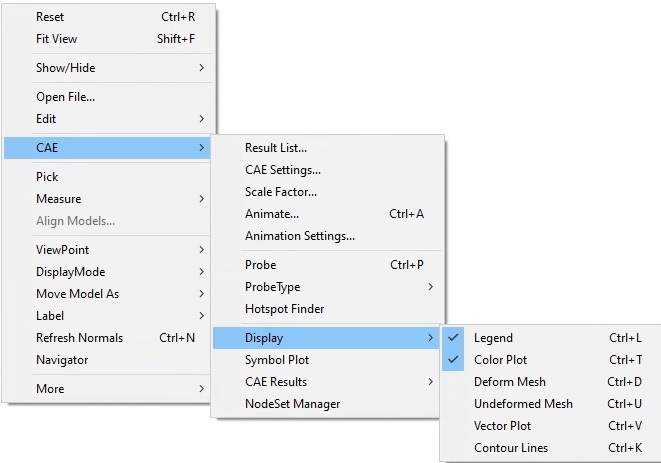 Reset Ctrl+R
Fit View Shift+F
Show/Hide
Open File...
Edit
CAE
Pick
Measure
Align Models...
ViewPoint
DisplayMode
Move Model As
Label
Refresh Normals Ctrl+N
Navigator
More
Result List...
CAE Settings...
Scale Factor...
Animate... Ctrl+A
Animation Settings...
Probe Ctrl+P
ProbeType
Hotspot Finder
Display
Symbol Plot
CAE Results
NodeSet Manager
Legend Ctrl+L
Color Plot Ctrl+T
Deform Mesh Ctrl+D
Undeformed Mesh Ctrl+U
Vector Plot Ctrl+V
Contour Lines Ctrl+K